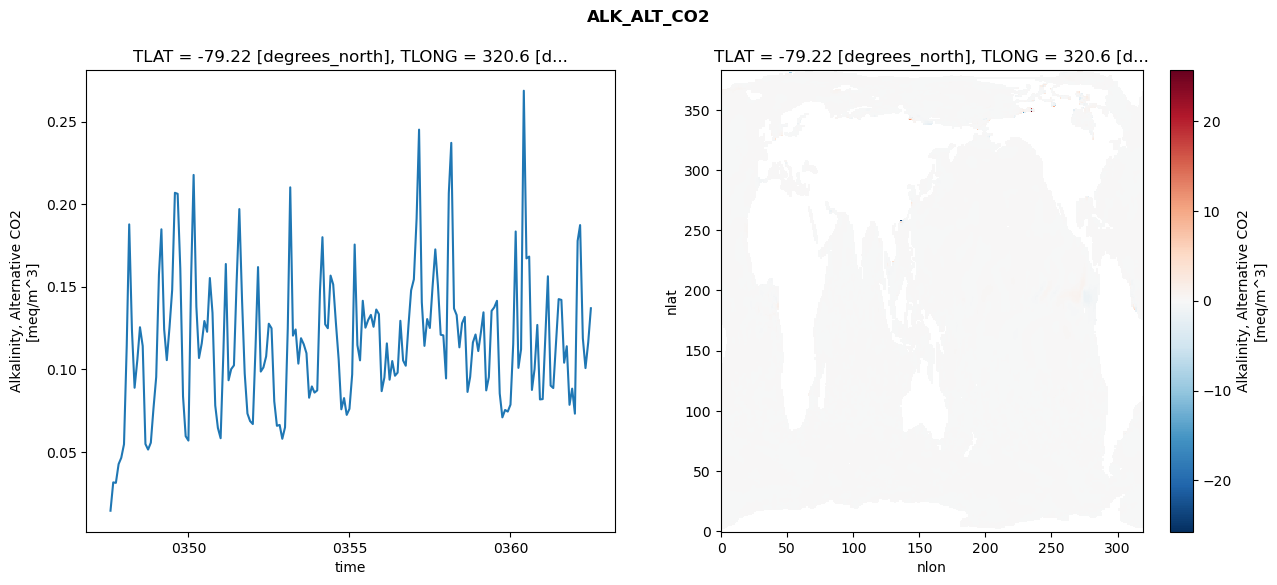 ALK_ALT_CO2
TLAT = -79.22 [degrees_north], TLONG = 320.6 [d...
Alkalinity, Alternative CO2
[meq/m^3]
0.25
0.20
0.15
0.10
0.05
0350
0355
0360
time
TLAT = -79.22 [degrees_north], TLONG = 320.6 [d...
nlat
350
300
250
200
150
100
50
0
0
50
100
150
200
250
300
nlon
20
10
0
−10
−20
Alkalinity, Alternative CO2
[meq/m^3]